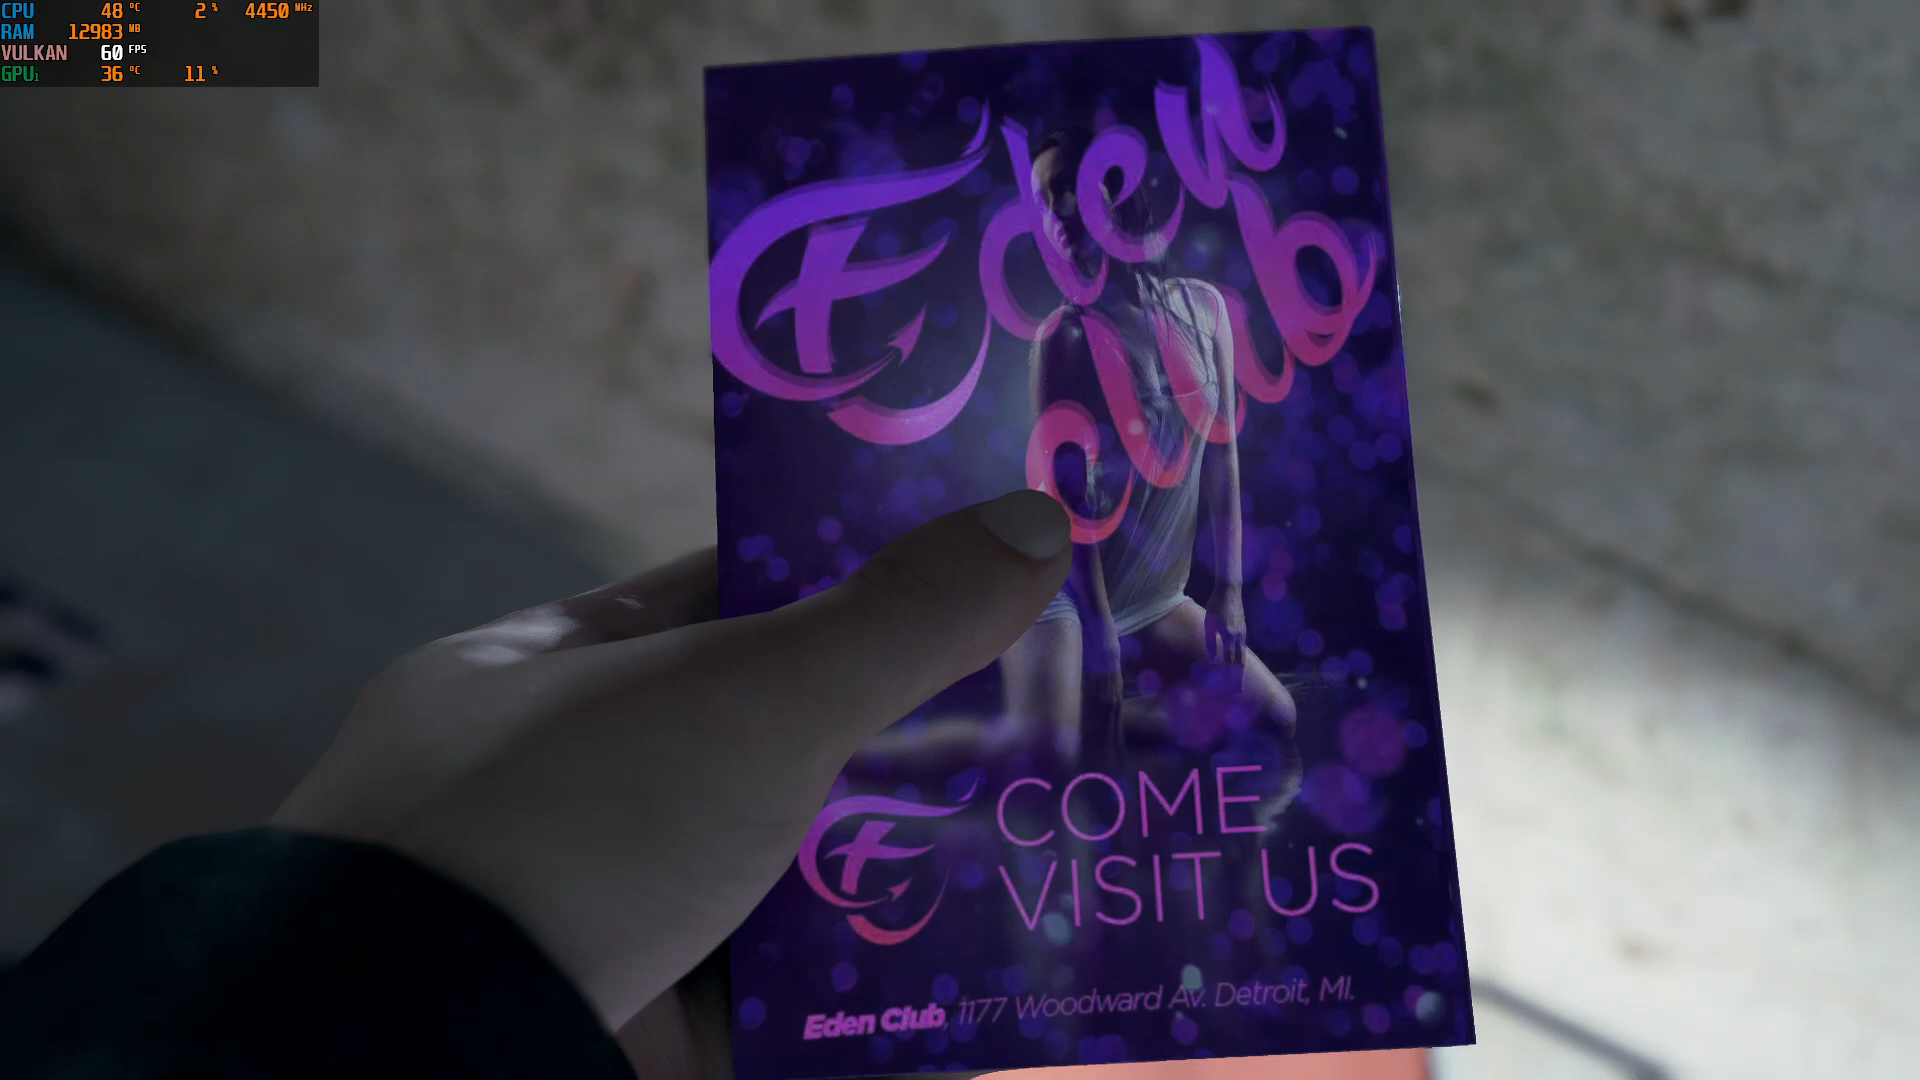 CPU 48 °C 2 % 4450 MHz
RAM 12983 MB
VULKAN 60 FPS
GPU1 36 °C 11 %
Eden
club
COME
VISIT US
Eden Club, 1177 Woodward Av. Detroit, MI.